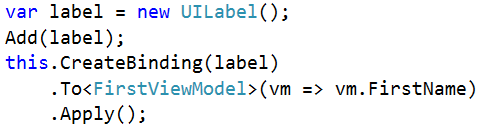 var label = new UILabel();
Add(label);
this.CreateBinding(label)
    .To<FirstViewModel>(vm => vm.FirstName)
    .Apply();